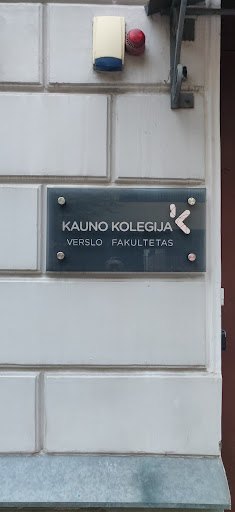 KAUNO KOLEGIJA
VERSLO FAKULTETAS